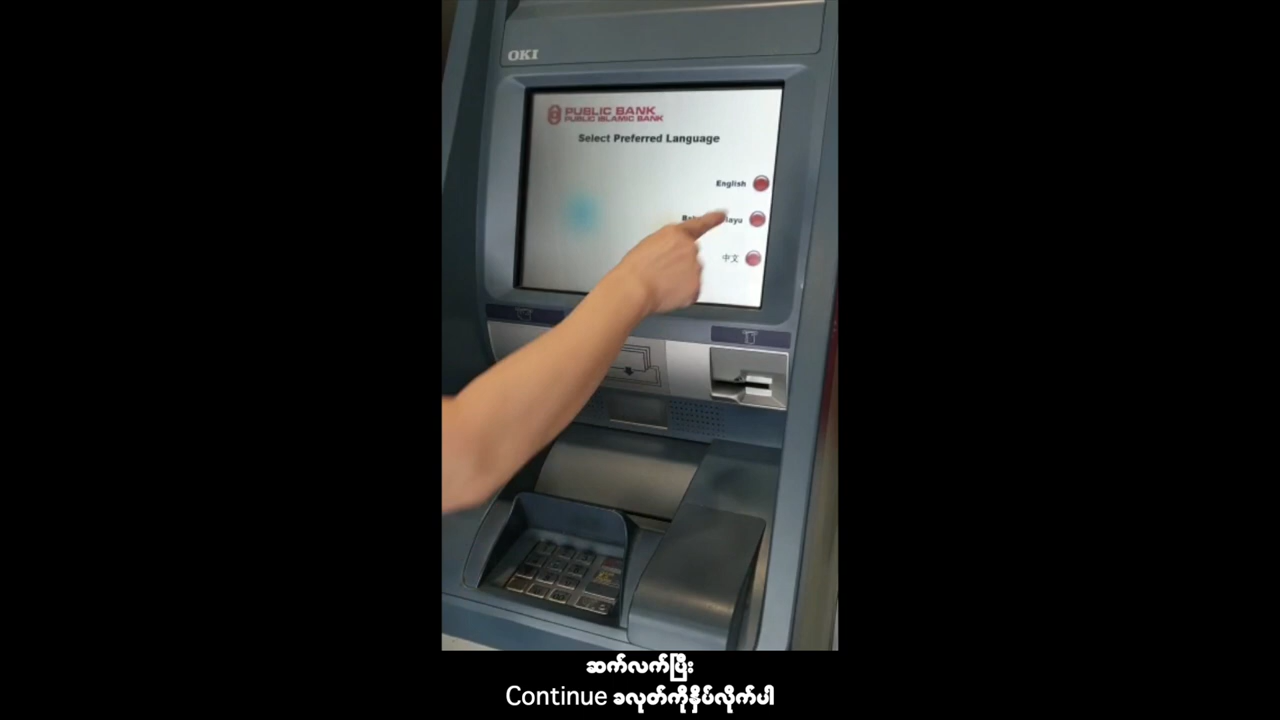 OKI
PUBLIC BANK
PUBLIC ISLAMIC BANK
Select Preferred Language
English
中文
ဆက်လက်ပြီး
Continue ခလုတ်ကိုနှိပ်လိုက်ပါ